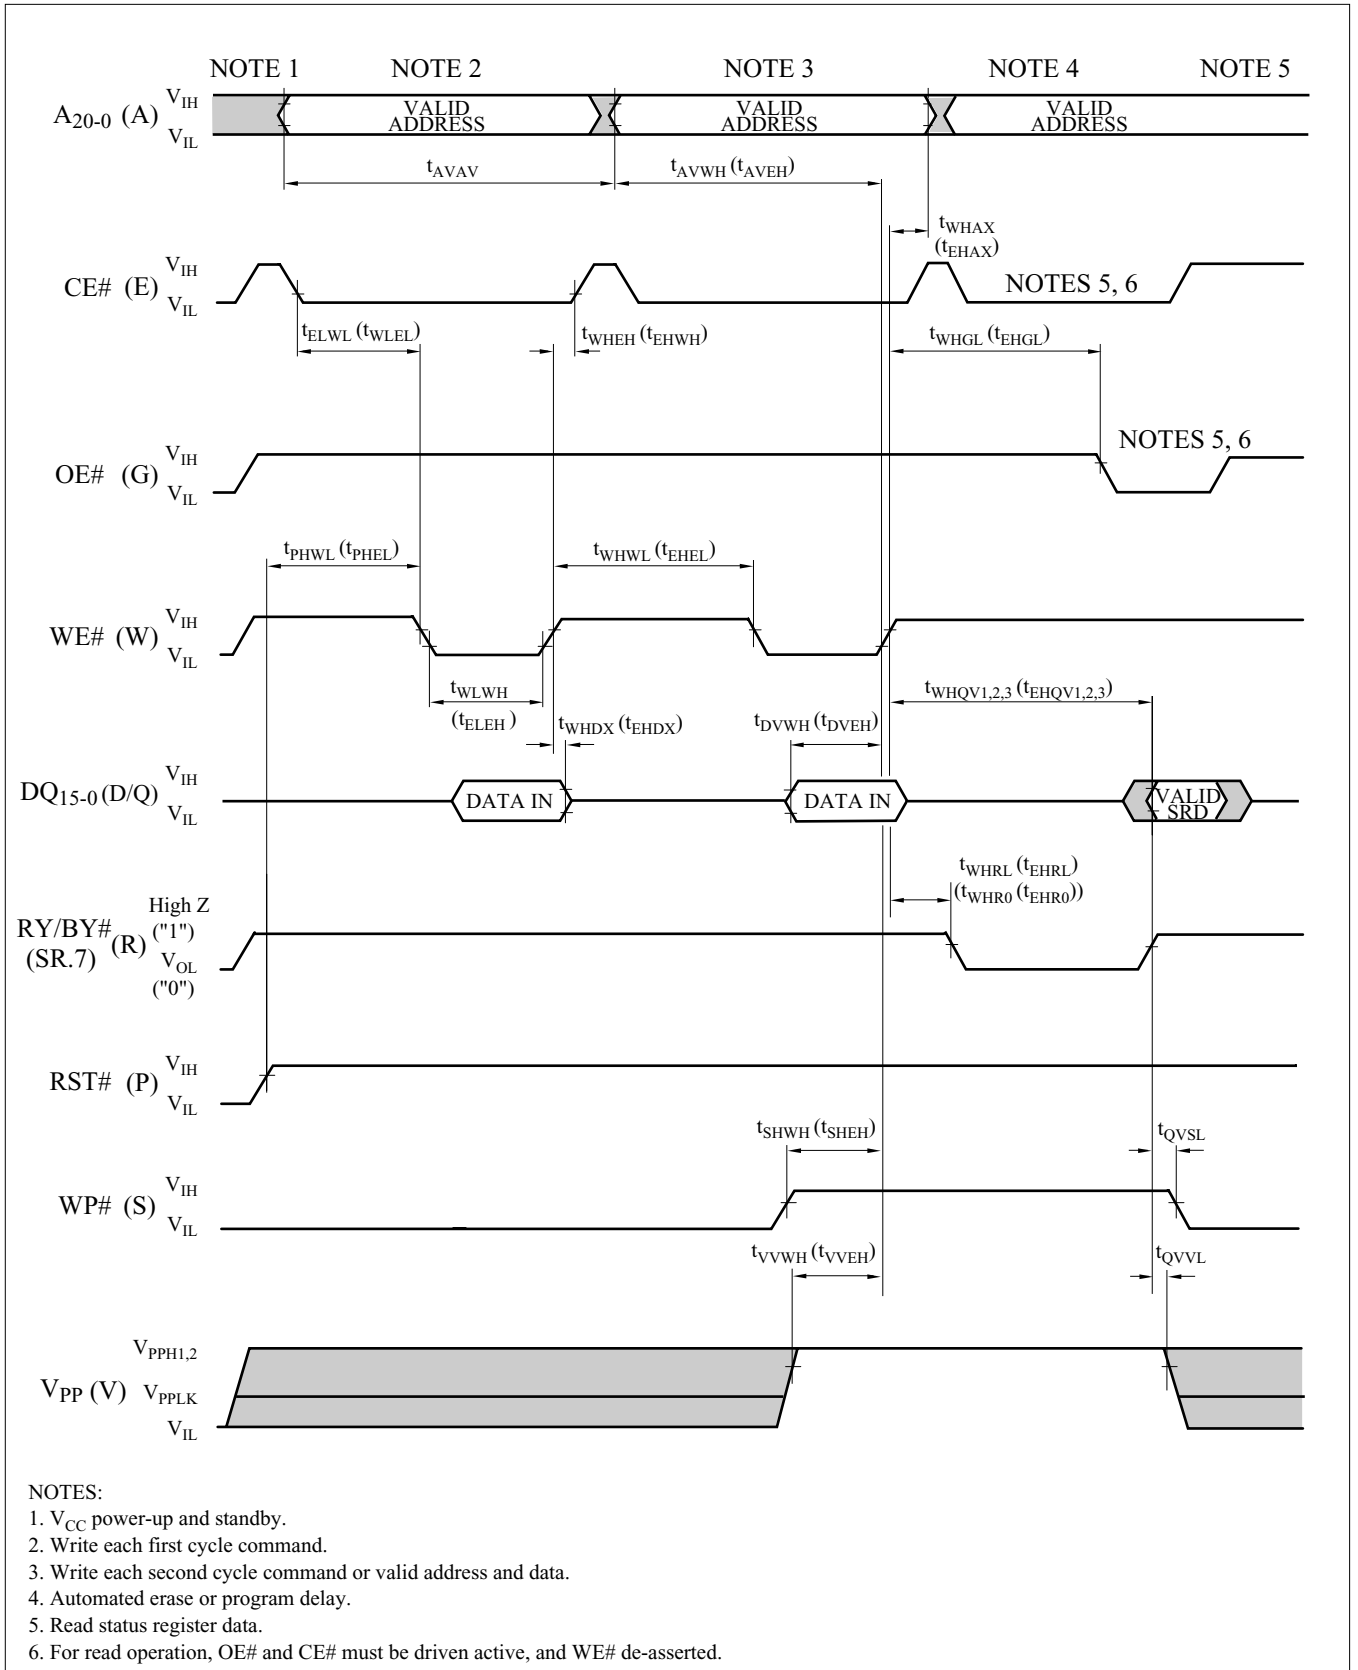 NOTE 1 NOTE 2 NOTE 3 NOTE 4 NOTE 5
A20-0 (A)
VIH
VIL
VALID ADDRESS
VALID ADDRESS
VALID ADDRESS
tAVAV
tAVWH (tAVEH)
tWHAX
(tEHAX)
CE# (E)
VIH
VIL
NOTES 5, 6
tELWL (tWLEL)
tWHEH (tEHWH)
tWHGL (tEHGL)
OE# (G)
VIH
VIL
NOTES 5, 6
tPHWL (tPHEL)
tWHWL (tEHEL)
WE# (W)
VIH
VIL
tWLWH
(tELEH )
tWHDX (tEHDX)
tDVWH (tDVEH)
tWHQV1,2,3 (tEHQV1,2,3)
DQ15-0 (D/Q)
VIH
VIL
DATA IN
DATA IN
VALID
SRD
tWHRL (tEHRL)
(tWHR0 (tEHR0))
RY/BY#
(SR.7)
(R)
High Z
("1")
VOL
("0")
RST# (P)
VIH
VIL
tSHWH (tSHEH)
tQVSL
WP# (S)
VIH
VIL
tVVWH (tVVEH)
tQVVL
VPP (V)
VPPH1,2
VPPLK
VIL
NOTES:
1. VCC power-up and standby.
2. Write each first cycle command.
3. Write each second cycle command or valid address and data.
4. Automated erase or program delay.
5. Read status register data.
6. For read operation, OE# and CE# must be driven active, and WE# de-asserted.